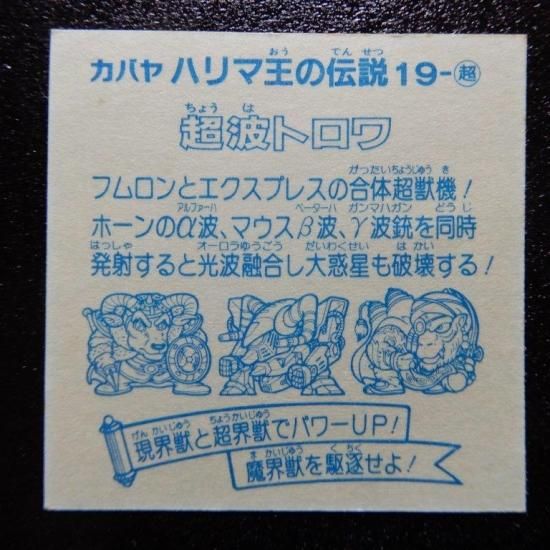 カバヤ ハリマ王の伝説 19-超
超波トロワ
フムロンとエクスプレスの合体超獣機!
ホーンのα波、マウスβ波、γ波銃を同時
発射すると光波融合し大惑星も破壊する!
現界獣と超界獣でパワーUP!
魔界獣を駆逐せよ!